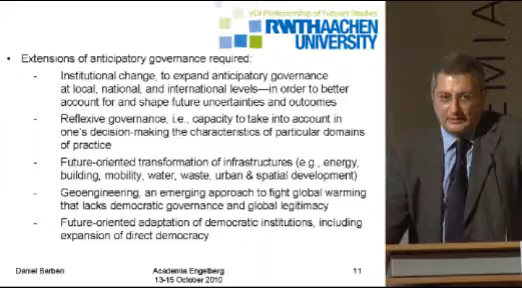 VDI Professorship of Futures Studies
RWTHAACHEN
UNIVERSITY
• Extensions of anticipatory governance required:
- Institutional change, to expand anticipatory governance
at local, national, and international levels—in order to better
account for and shape future uncertainties and outcomes
- Reflexive governance, i.e., capacity to take into account in
one's decision-making the characteristics of particular domains
of practice
- Future-oriented transformation of infrastructures (e.g., energy,
building, mobility, water, waste, urban & spatial development)
- Geoengineering, an emerging approach to fight global warming
that lacks democratic governance and global legitimacy
- Future-oriented adaptation of democratic institutions, including
expansion of direct democracy
Daniel Barben
Academia Engelberg
13-15 October 2010
11
EMIA